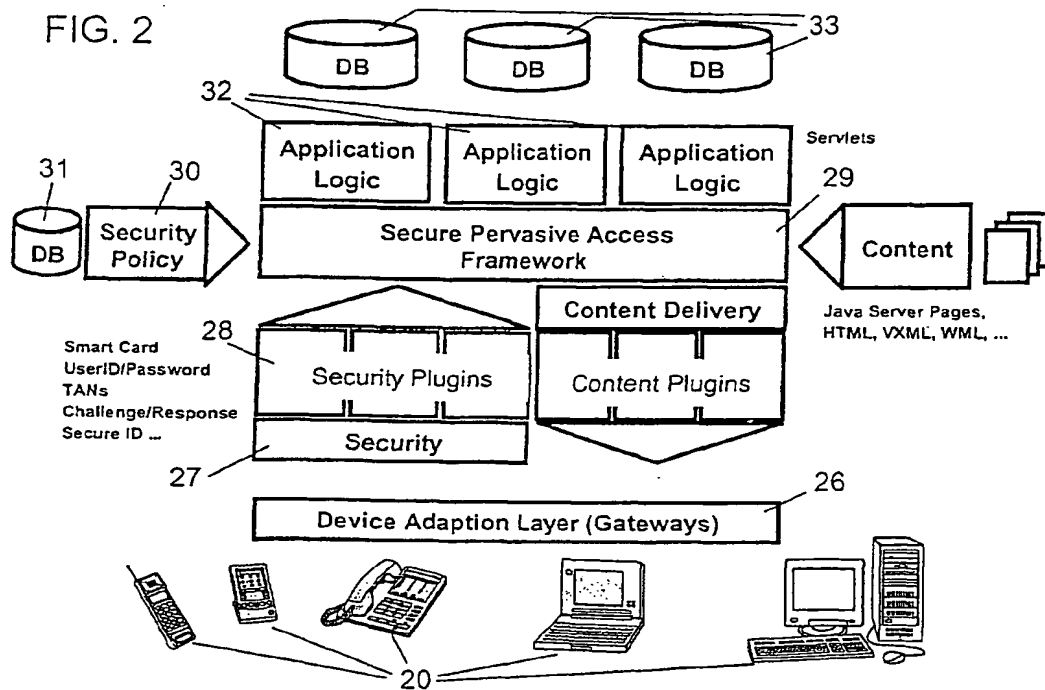 FIG. 2
33
DB
DB
DB
32
Application
Logic
Application
Logic
Application
Logic
Servlets
31
30
29
DB
Security
Policy
Secure Pervasive Access
Framework
Content
Content Delivery
Java Server Pages,
HTML, VXML, WML, ...
28
Smart Card
UserID/Password
TANs
Challenge/Response
Secure ID ...
Security Plugins
Content Plugins
Security
27
26
Device Adaption Layer (Gateways)
20